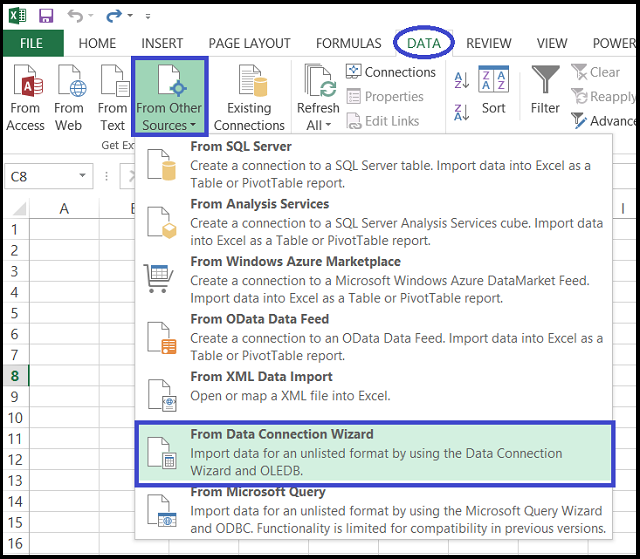 FILE HOME INSERT PAGE LAYOUT FORMULAS DATA REVIEW VIEW POWER
From Access
From Web
From Text
From Other Sources
Existing Connections
Refresh All
Connections
Properties
Edit Links
Sort
Filter
Clear
Reapply
Advance
Get Ex
C8
From SQL Server
Create a connection to a SQL Server table. Import data into Excel as a
Table or PivotTable report.
From Analysis Services
Create a connection to a SQL Server Analysis Services cube. Import data
into Excel as a Table or PivotTable report.
From Windows Azure Marketplace
Create a connection to a Microsoft Windows Azure DataMarket Feed.
Import data into Excel as a Table or PivotTable report.
From OData Data Feed
Create a connection to an OData Data Feed. Import data into Excel as a
Table or PivotTable report.
From XML Data Import
Open or map a XML file into Excel.
From Data Connection Wizard
Import data for an unlisted format by using the Data Connection
Wizard and OLEDB.
From Microsoft Query
Import data for an unlisted format by using the Microsoft Query Wizard
and ODBC. Functionality is limited for compatibility in previous versions.
A
I
1
2
3
4
5
6
7
8
9
10
11
12
13
14
15
16